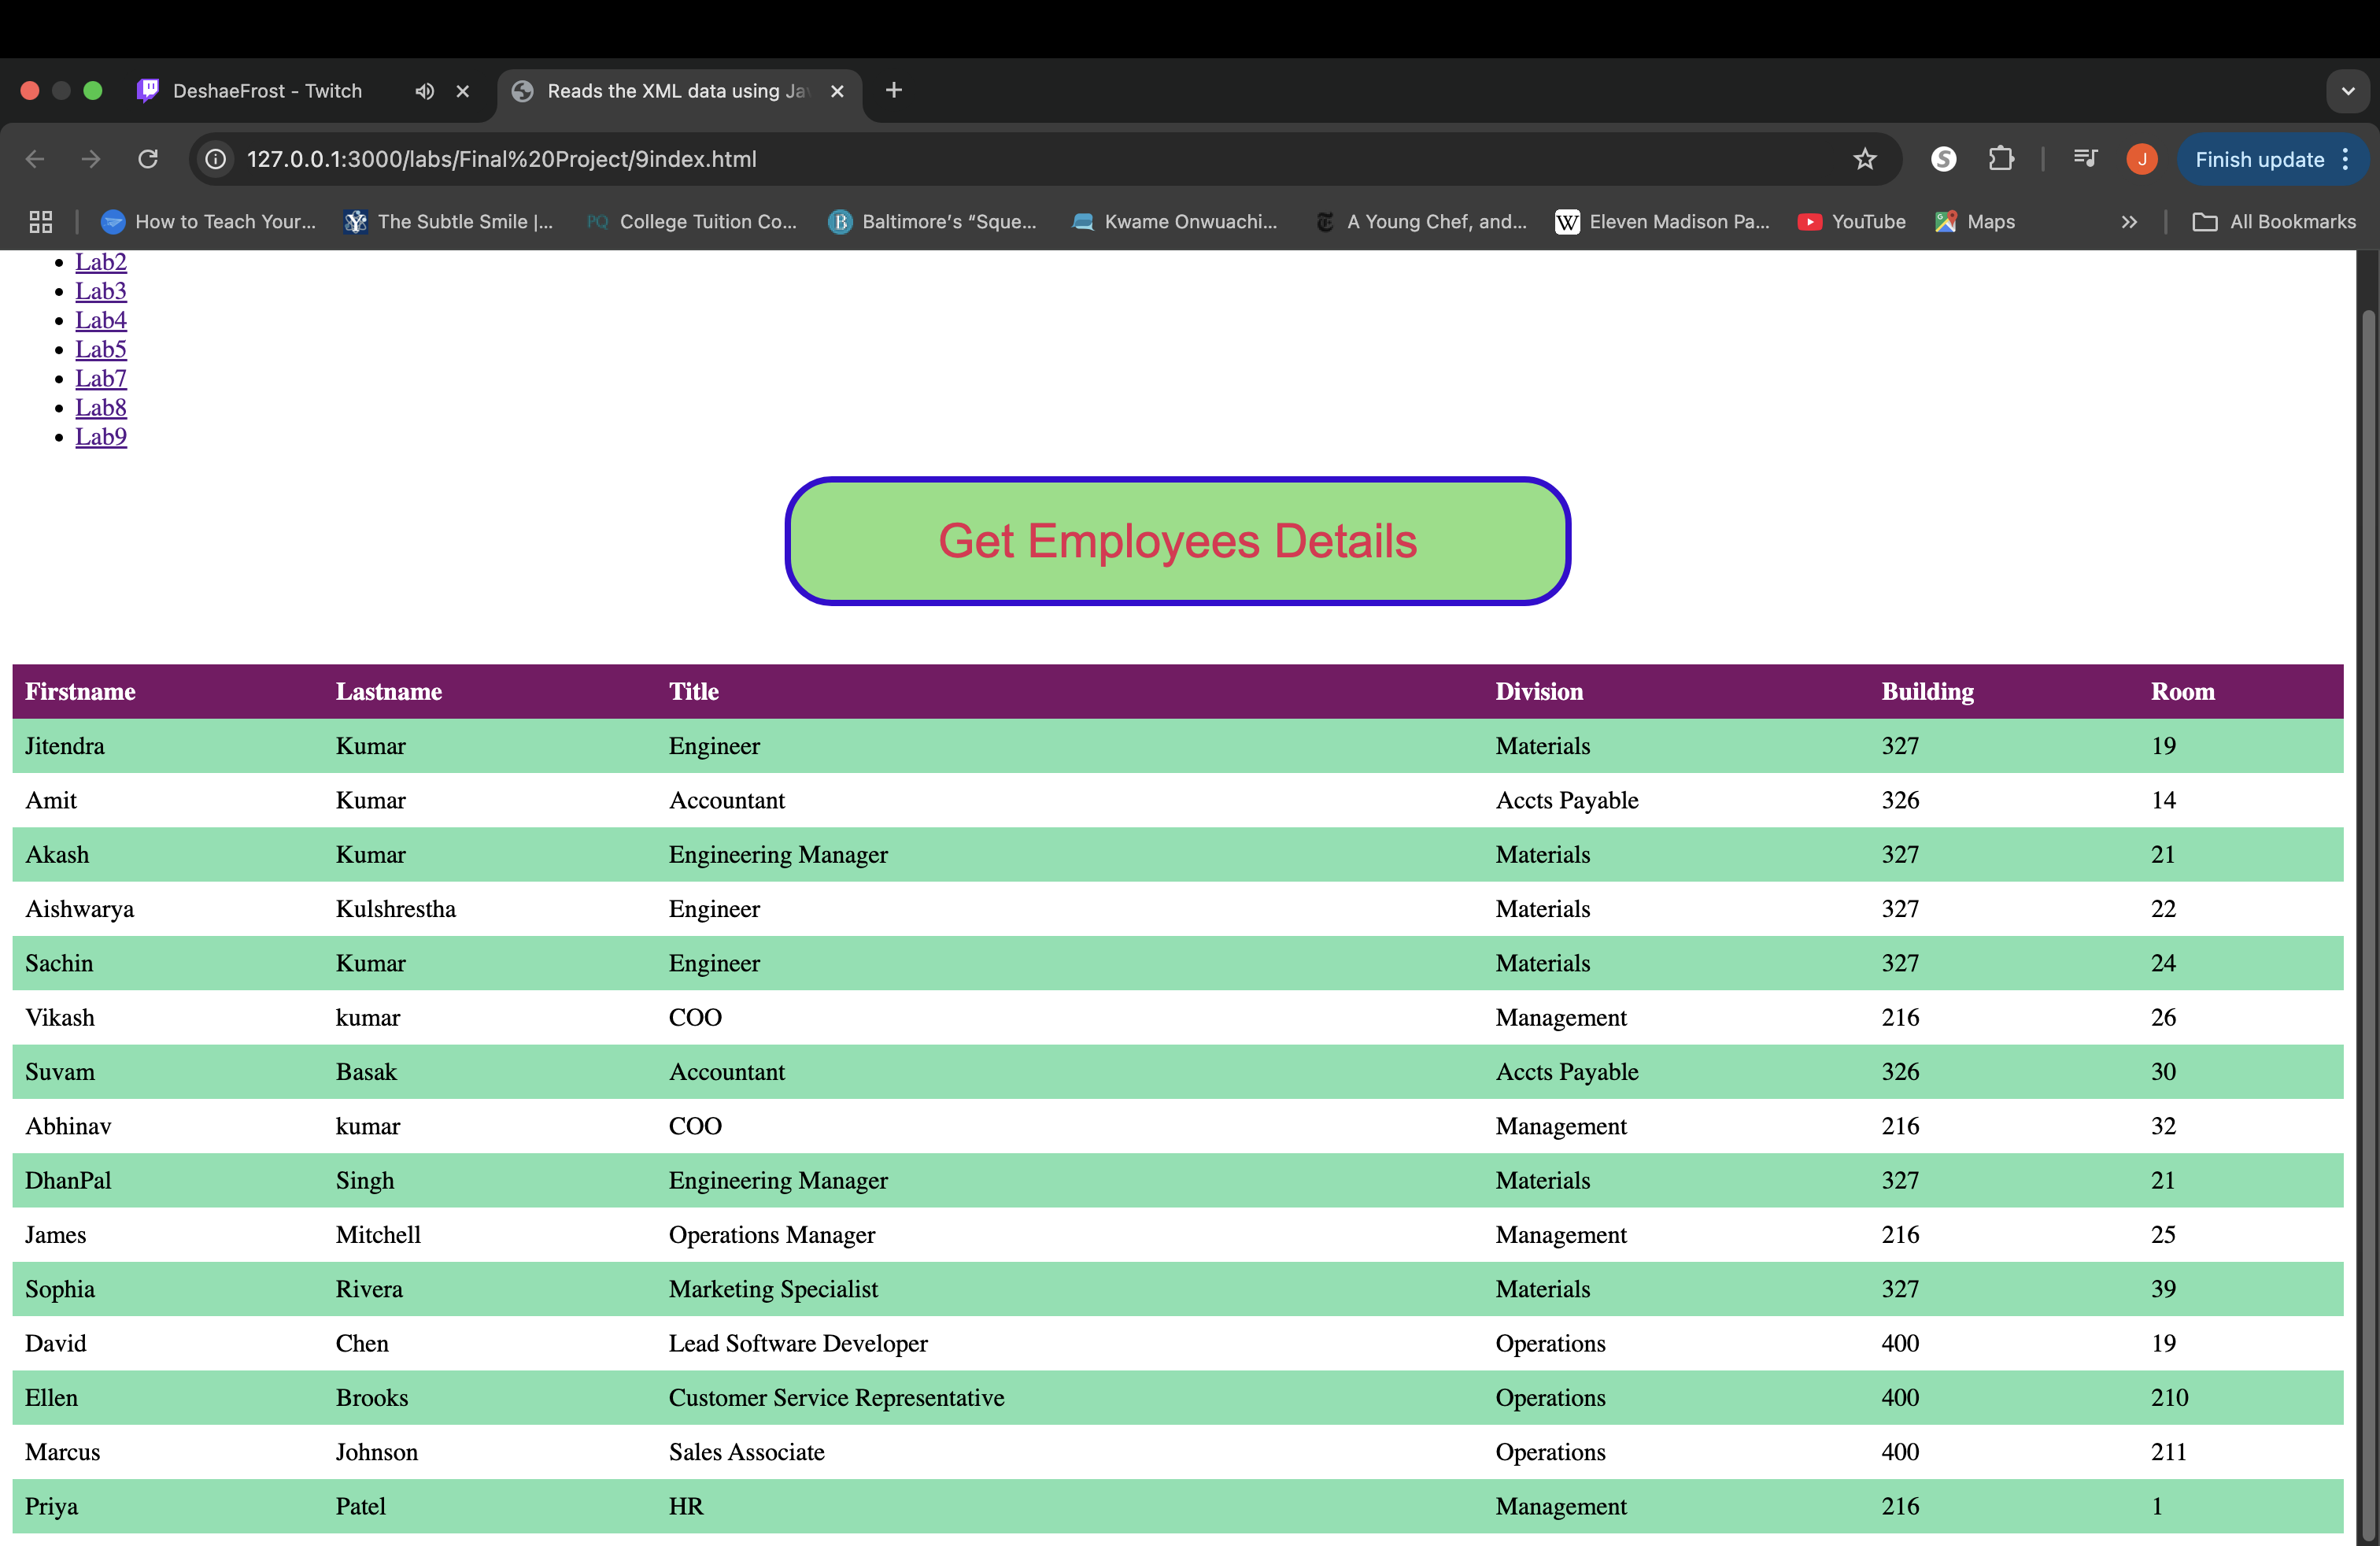 DeshaeFrost - Twitch Reads the XML data using Ja
127.0.0.1:3000/labs/Final%20Project/9index.html S J Finish update
How to Teach Your... The Subtle Smile |... PQ College Tuition Co... Baltimore’s “Sque... Kwame Onwuachi... A Young Chef, and... W Eleven Madison Pa... YouTube Maps All Bookmarks
• Lab2
• Lab3
• Lab4
• Lab5
• Lab7
• Lab8
• Lab9
Get Employees Details
Firstname Lastname Title Division Building Room
Jitendra Kumar Engineer Materials 327 19
Amit Kumar Accountant Accts Payable 326 14
Akash Kumar Engineering Manager Materials 327 21
Aishwarya Kulshrestha Engineer Materials 327 22
Sachin Kumar Engineer Materials 327 24
Vikash kumar COO Management 216 26
Suvam Basak Accountant Accts Payable 326 30
Abhinav kumar COO Management 216 32
DhanPal Singh Engineering Manager Materials 327 21
James Mitchell Operations Manager Management 216 25
Sophia Rivera Marketing Specialist Materials 327 39
David Chen Lead Software Developer Operations 400 19
Ellen Brooks Customer Service Representative Operations 400 210
Marcus Johnson Sales Associate Operations 400 211
Priya Patel HR Management 216 1